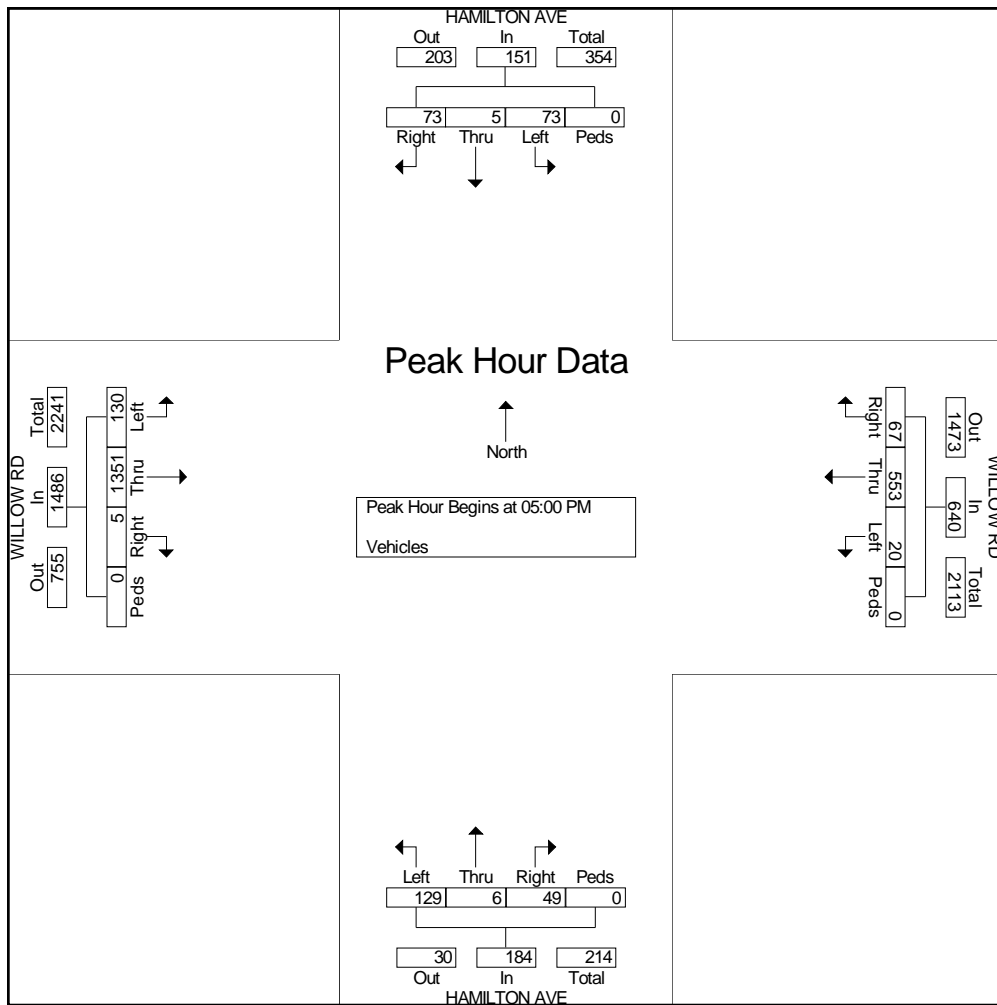 HAMILTON AVE
Out In Total
203 151 354
73 5 73 0
Right Thru Left Peds
Peak Hour Data
North
Peak Hour Begins at 05:00 PM
Vehicles
WILLOW RD
Out In Total
755 1486 2241
Left Thru Right Peds
130 1351 5 0
WILLOW RD
Out In Total
1473 640 2113
Right Thru Left Peds
67 553 20 0
Left Thru Right Peds
129 6 49 0
30 184 214
Out In Total
HAMILTON AVE